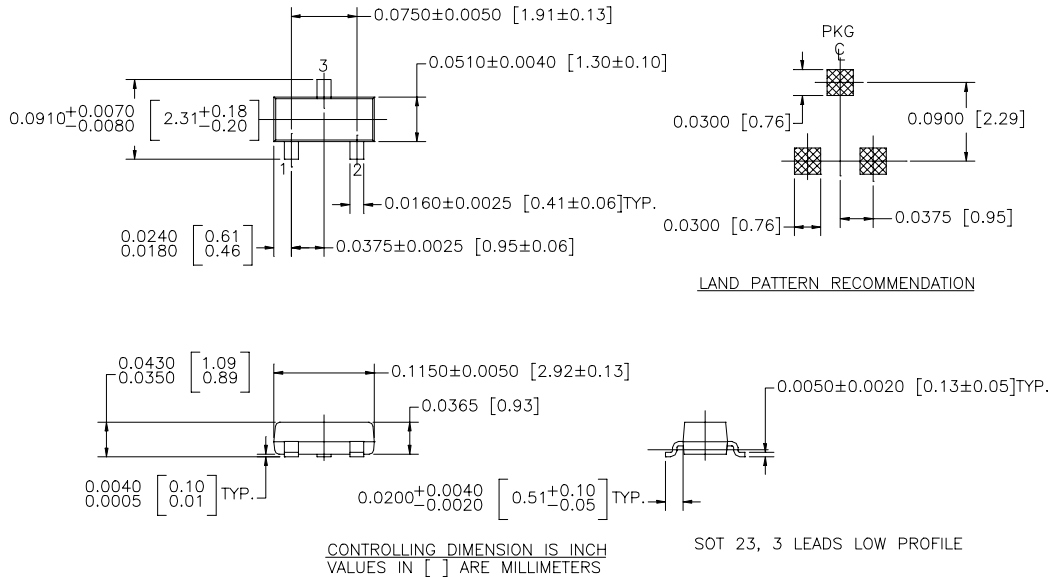 0.0750±0.0050 [1.91±0.13]
3
0.0510±0.0040 [1.30±0.10]
0.0910 +0.0070 -0.0080 [2.31 +0.18 -0.20]
1
2
0.0160±0.0025 [0.41±0.06]TYP.
0.0240 0.0180 [0.61 0.46]
0.0375±0.0025 [0.95±0.06]
PKG
CL
0.0300 [0.76]
0.0900 [2.29]
0.0300 [0.76]
0.0375 [0.95]
LAND PATTERN RECOMMENDATION
0.0430 0.0350 [1.09 0.89]
0.1150±0.0050 [2.92±0.13]
0.0365 [0.93]
0.0040 0.0005 [0.10 0.01] TYP.
0.0050±0.0020 [0.13±0.05]TYP.
0.0200 +0.0040 -0.0020 [0.51 +0.10 -0.05] TYP.
CONTROLLING DIMENSION IS INCH
VALUES IN [ ] ARE MILLIMETERS
SOT 23, 3 LEADS LOW PROFILE